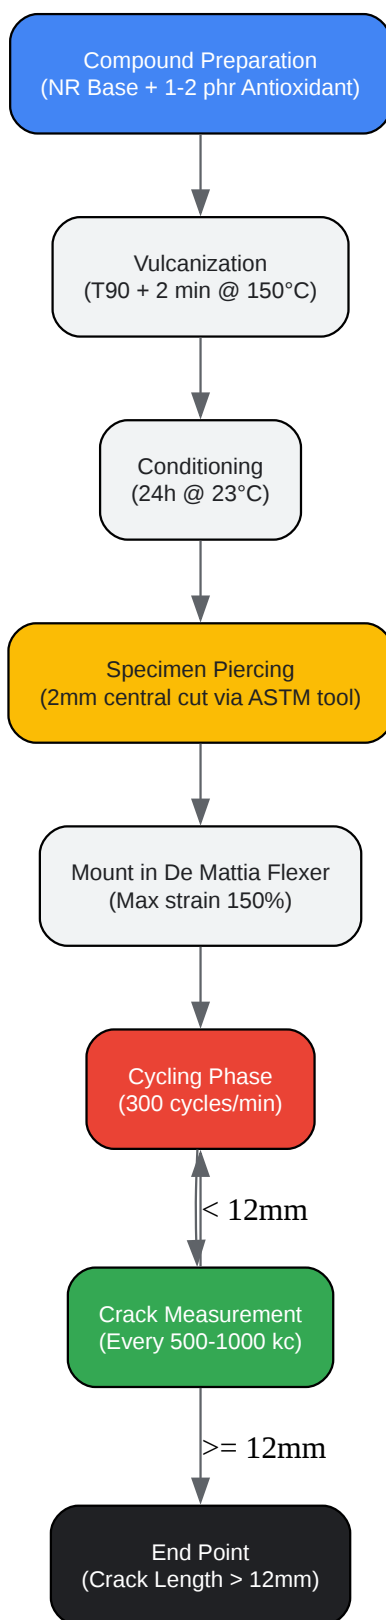 Compound Preparation
(NR Base + 1-2 phr Antioxidant)
Vulcanization
(T90 + 2 min @ 150°C)
Conditioning
(24h @ 23°C)
Specimen Piercing
(2mm central cut via ASTM tool)
Mount in De Mattia Flexer
(Max strain 150%)
Cycling Phase
(300 cycles/min)
< 12mm
Crack Measurement
(Every 500-1000 kc)
>= 12mm
End Point
(Crack Length > 12mm)